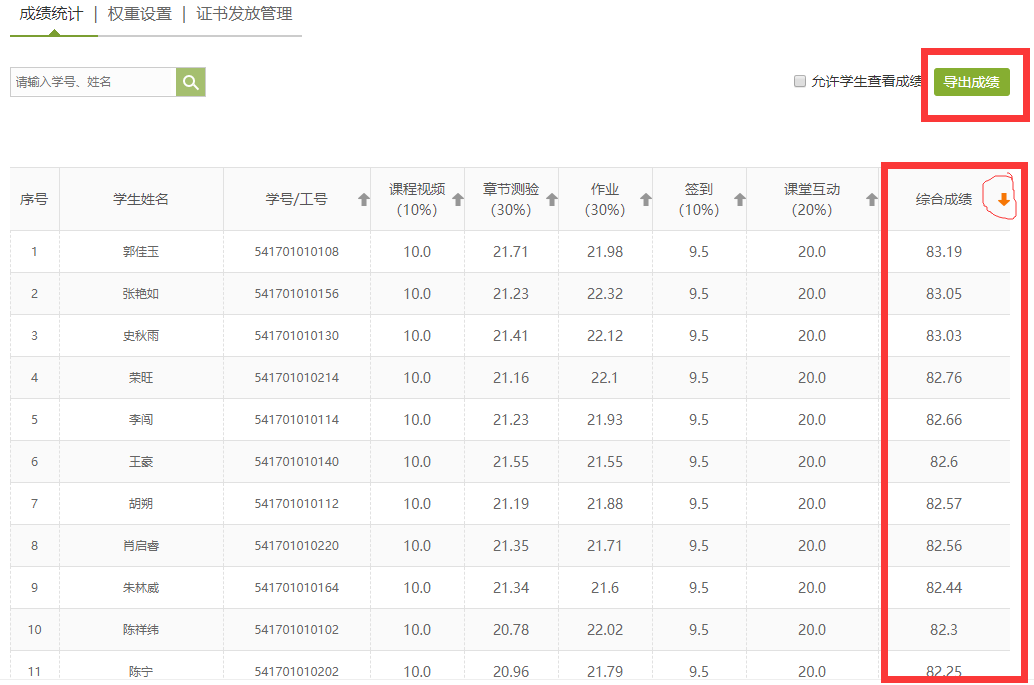 成绩统计 | 权重设置 | 证书发放管理
请输入学号、姓名
允许学生查看成绩
导出成绩
序号 学生姓名 学号/工号 课程视频 (10%) 章节测验 (30%) 作业 (30%) 签到 (10%) 课堂互动 (20%) 综合成绩
1 郭佳玉 541701010108 10.0 21.71 21.98 9.5 20.0 83.19
2 张艳如 541701010156 10.0 21.23 22.32 9.5 20.0 83.05
3 史秋雨 541701010130 10.0 21.41 22.12 9.5 20.0 83.03
4 荣旺 541701010214 10.0 21.16 22.1 9.5 20.0 82.76
5 李闯 541701010114 10.0 21.23 21.93 9.5 20.0 82.66
6 王豪 541701010140 10.0 21.55 21.55 9.5 20.0 82.6
7 胡朔 541701010112 10.0 21.19 21.88 9.5 20.0 82.57
8 肖启睿 541701010220 10.0 21.35 21.71 9.5 20.0 82.56
9 朱林威 541701010164 10.0 21.34 21.6 9.5 20.0 82.44
10 陈祥纬 541701010102 10.0 20.78 22.02 9.5 20.0 82.3
11 陈宁 541701010202 10.0 20.96 21.79 9.5 20.0 82.25